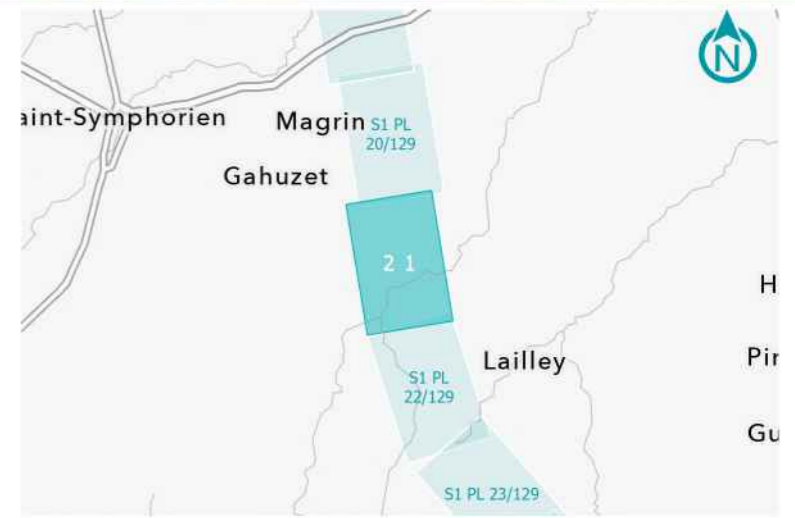 N
aint-Symphorien
Magrin
S1 PL
20/129
Gahuzet
2 1
H
Lailley
Pir
S1 PL
22/129
Gu
S1 PL 23/129